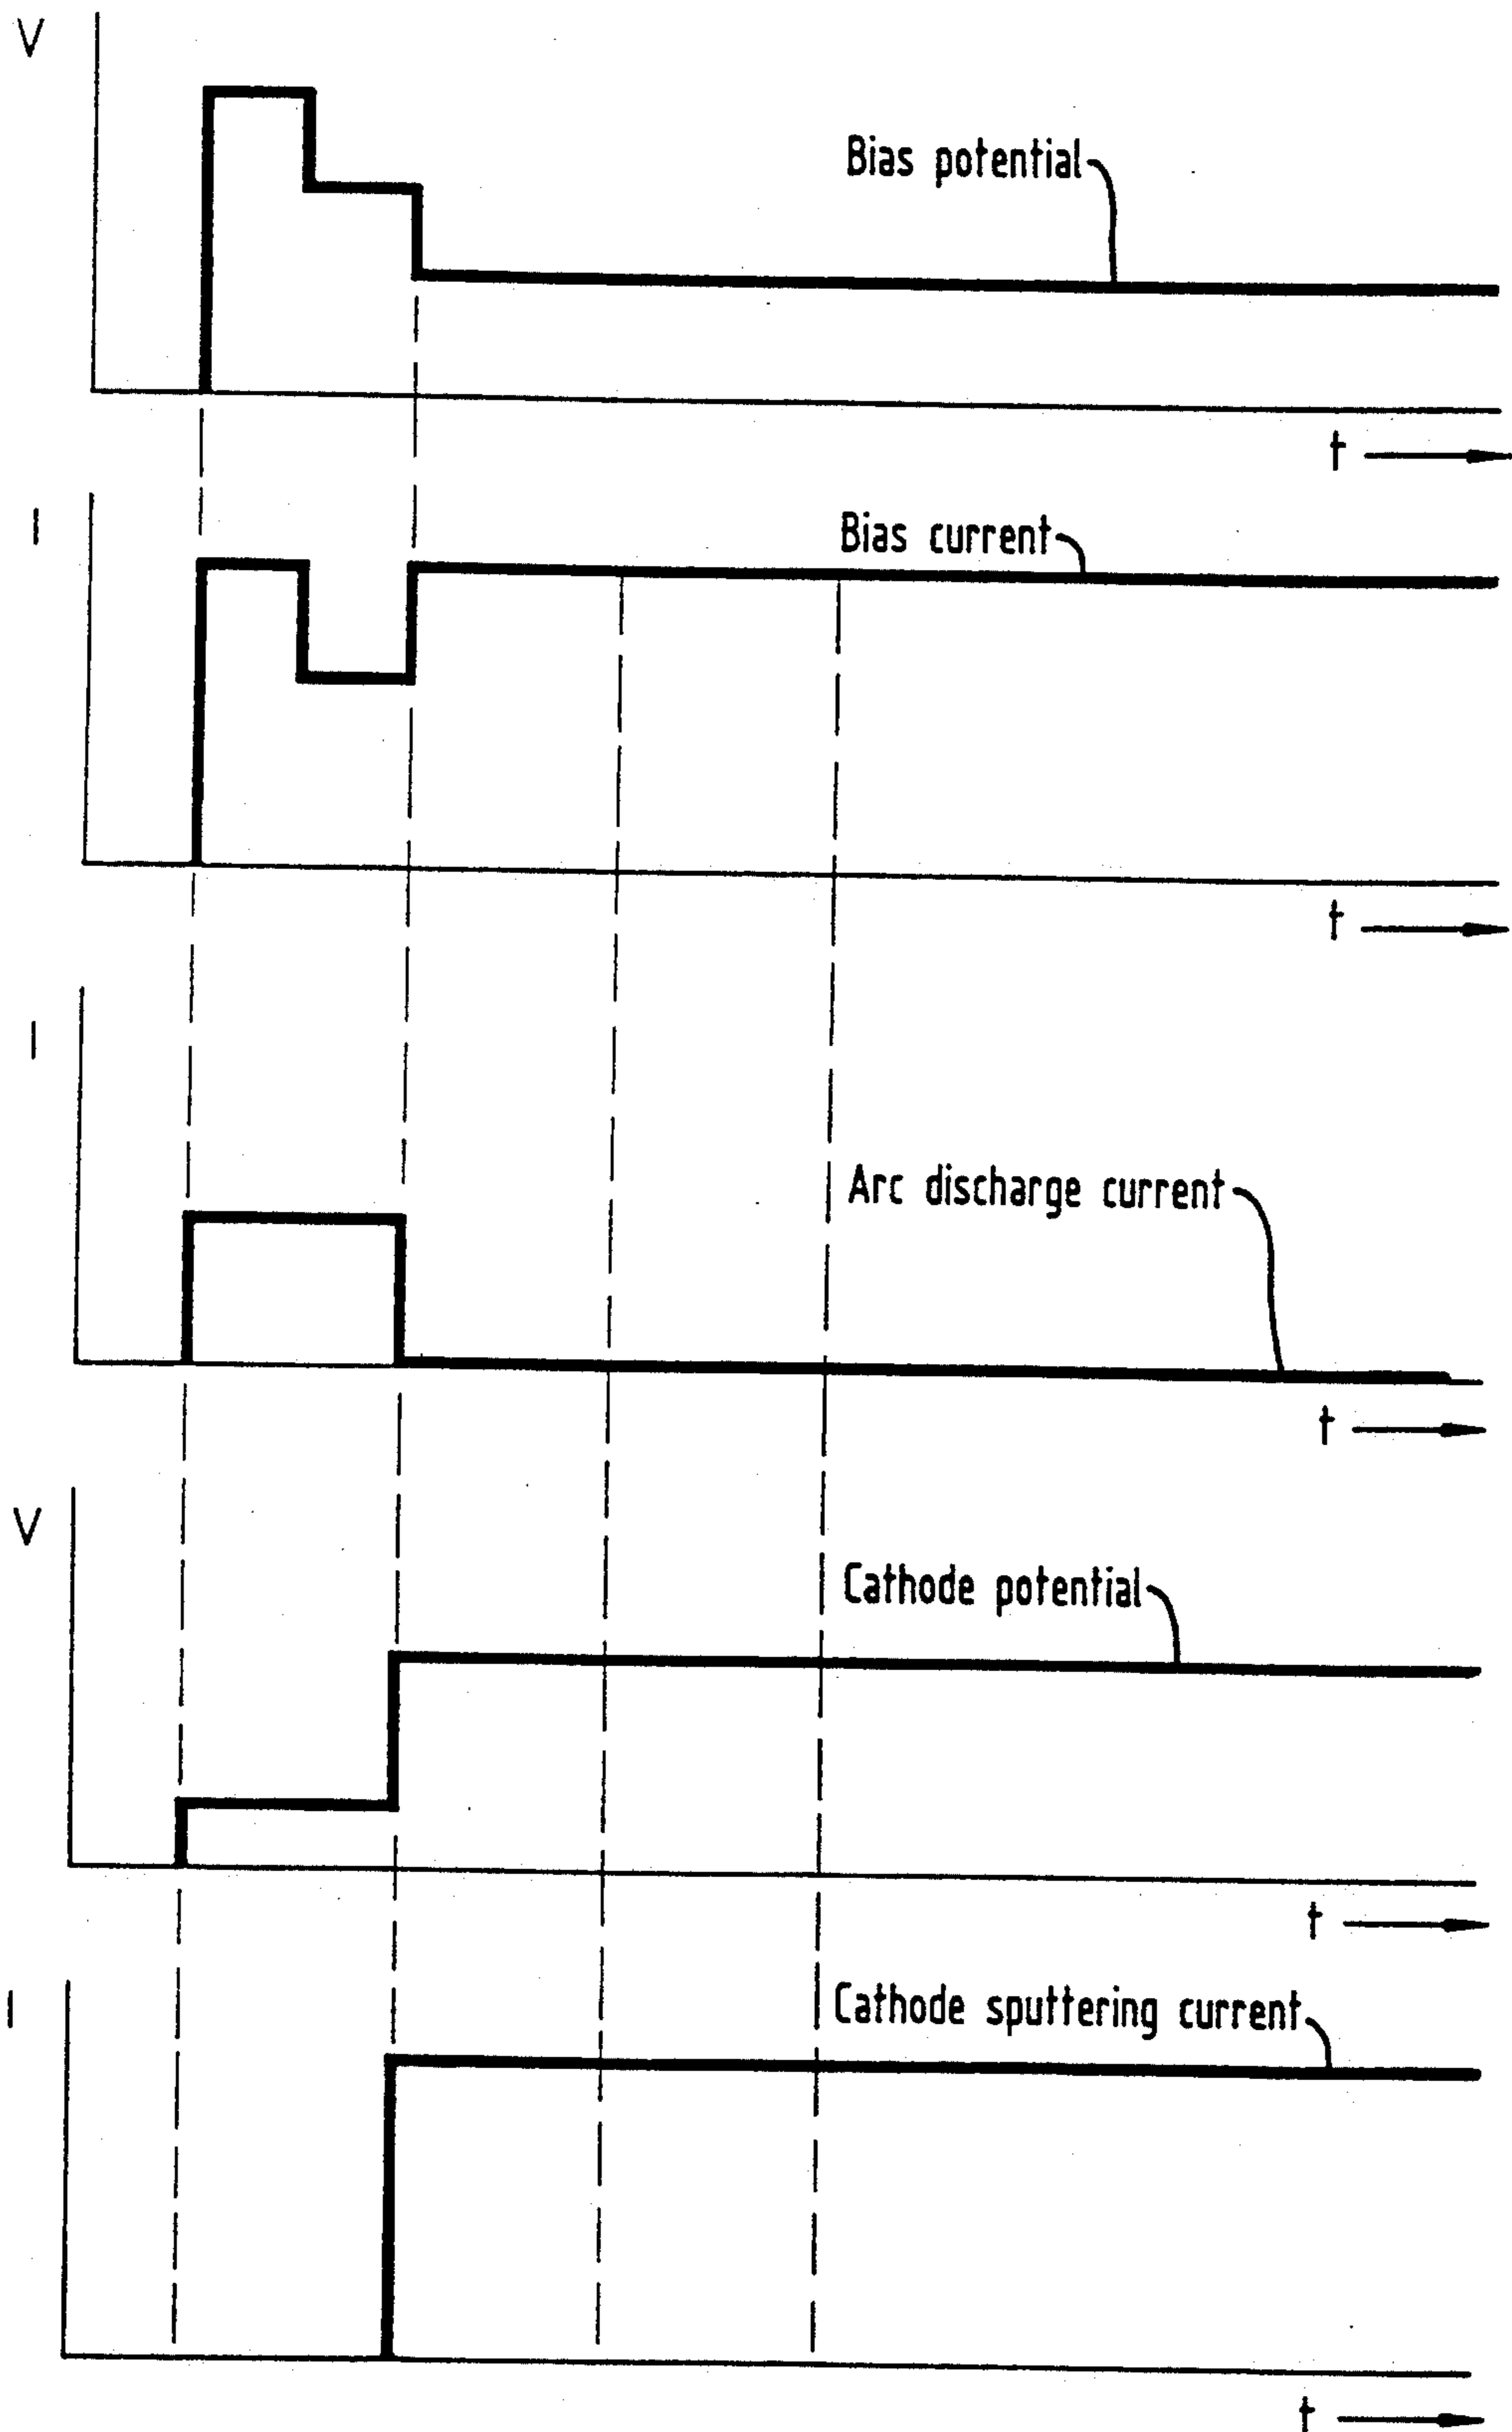 V
Bias potential
t
I
Bias current
t
I
Arc discharge current
t
V
Cathode potential
t
I
Cathode sputtering current
t